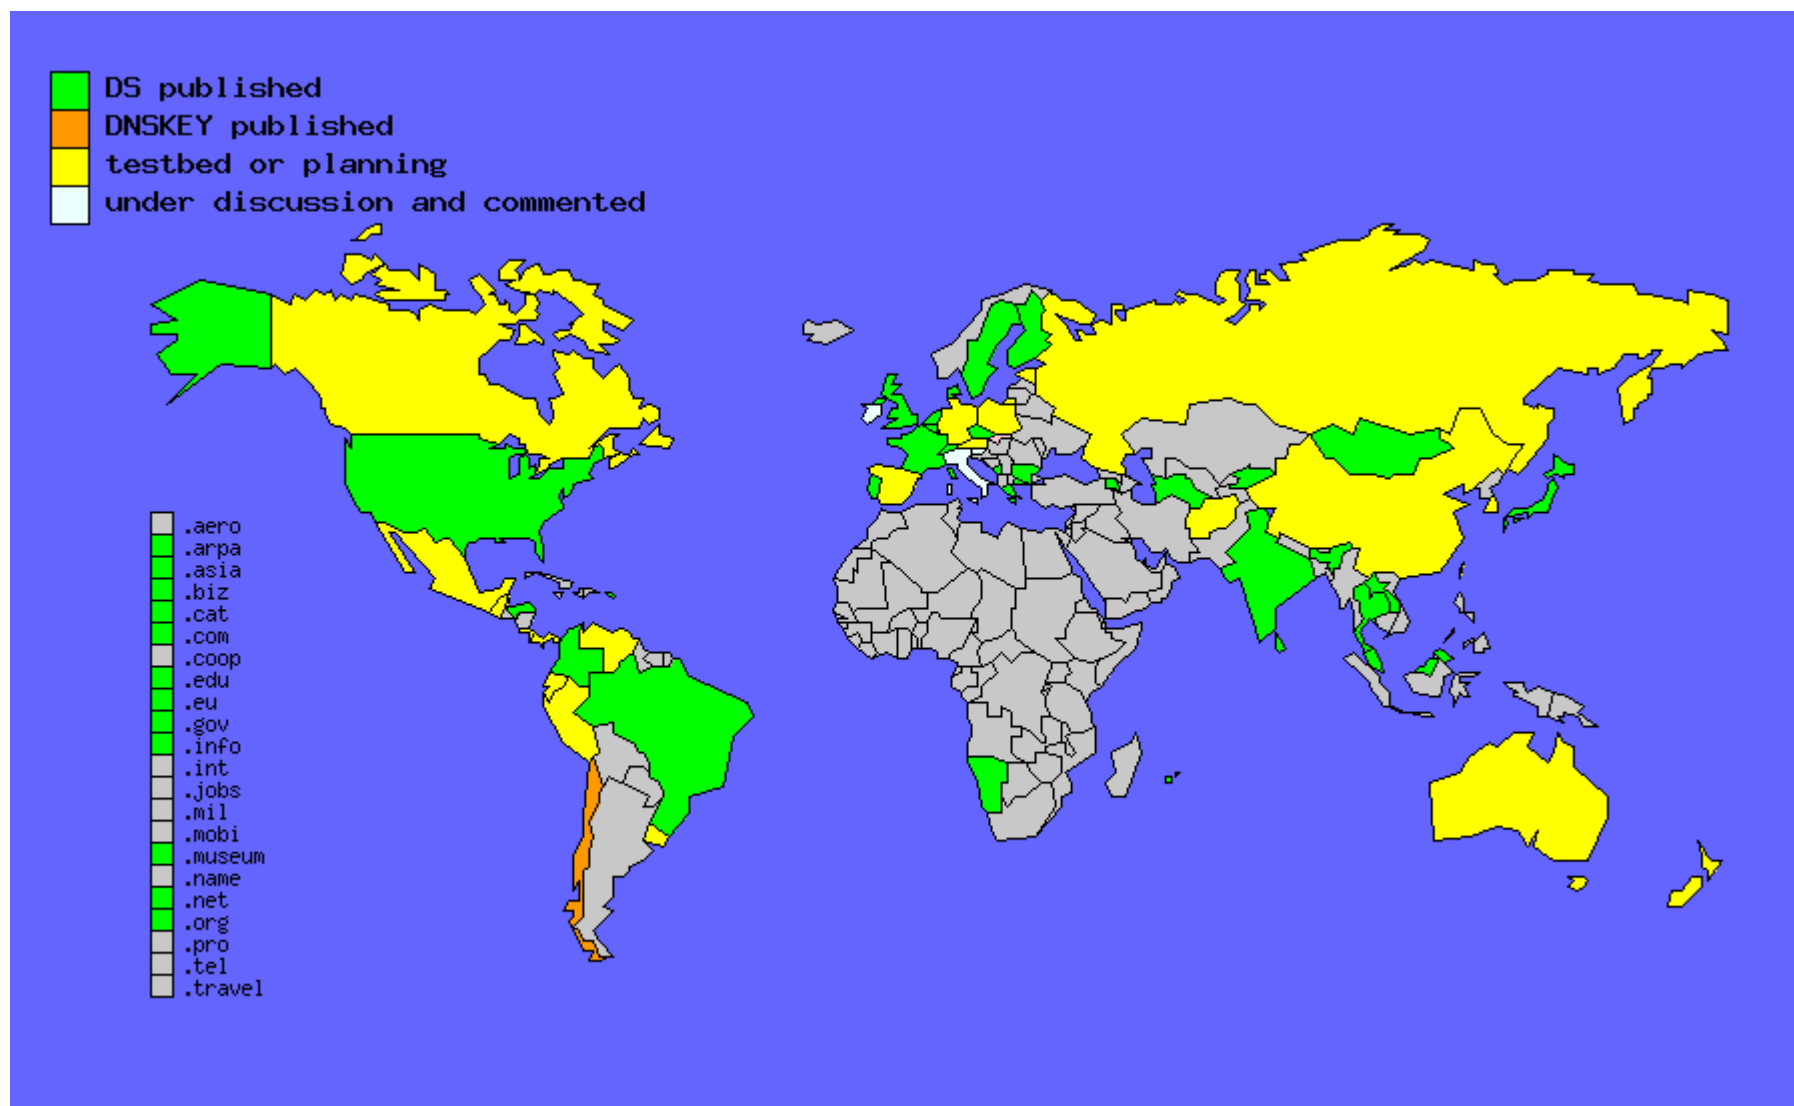 DS published
DNSKEY published
testbed or planning
under discussion and commented
.aero
.arpa
.asia
.biz
.cat
.com
.coop
.edu
.eu
.gov
.info
.int
.jobs
.mil
.mobi
.museum
.name
.net
.org
.pro
.tel
.travel